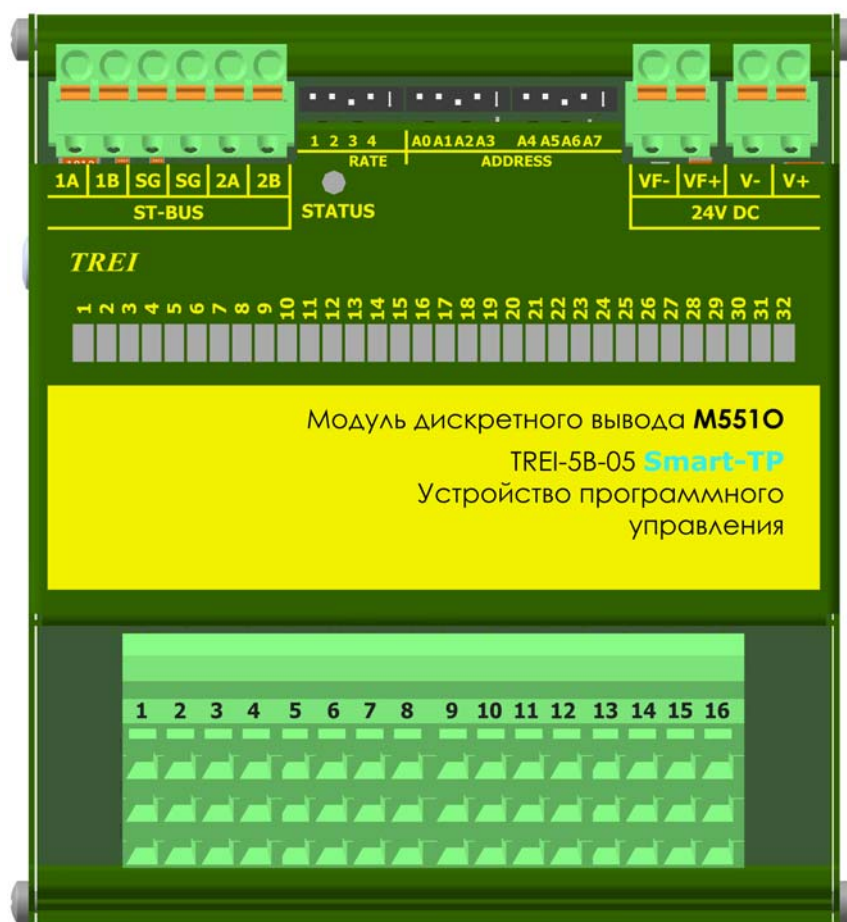 1 2 3 4 A0 A1 A2 A3 A4 A5 A6 A7
RATE ADDRESS
1A 1B SG SG 2A 2B VF- VF+ V- V+
ST-BUS STATUS 24V DC
TREI
1 2 3 4 5 6 7 8 9 10 11 12 13 14 15 16 17 18 19 20 21 22 23 24 25 26 27 28 29 30 31 32
Модуль дискретного вывода M551O
TREI-5B-05 Smart-TP
Устройство программного
управления
1 2 3 4 5 6 7 8 9 10 11 12 13 14 15 16